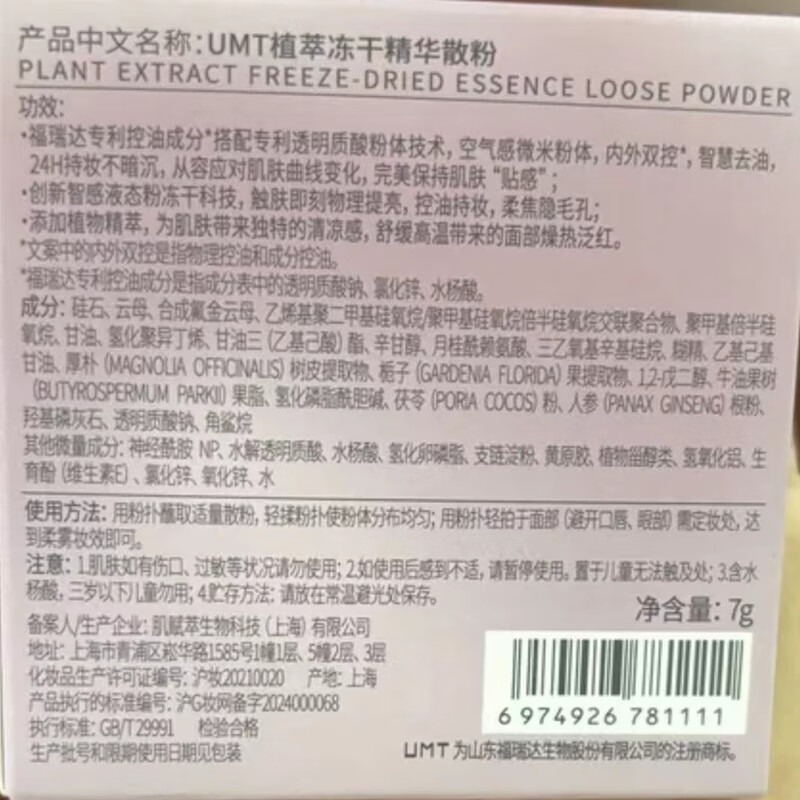 产品中文名称:UMT植萃冻干精华散粉
PLANT EXTRACT FREEZE-DRIED ESSENCE LOOSE POWDER
功效:
·福瑞达专利控油成分*搭配专利透明质酸粉体技术，空气感微米粉体，内外双控*，智慧去油，
24H持妆不暗沉，从容应对肌肤曲线变化，完美保持肌肤“贴感”；
·创新智感液态粉冻干科技，触肤即刻物理提亮，控油持妆，柔焦隐毛孔；
·添加植物精萃，为肌肤带来独特的清凉感，舒缓高温带来的面部燥热泛红。
*文案中的内外双控是指物理控油和成分控油。
*福瑞达专利控油成分是指成分表中的透明质酸钠、氯化锌、水杨酸。
成分: 硅石、云母、合成氟金云母、乙烯基聚二甲基硅氧烷/聚甲基硅氧烷倍半硅氧烷交联聚合物、聚甲基倍半硅
氧烷、甘油、氢化聚异丁烯、甘油三(乙基己酸)酯、辛甘醇、月桂酰赖氨酸、三乙氧基辛基硅烷、糊精、乙基己基
甘油、厚朴(MAGNOLIA OFFICINALIS)树皮提取物、栀子(GARDENIA FLORIDA)果提取物、1,2-戊二醇、牛油果树
(BUTYROSPERMUM PARKII)果脂、氢化磷脂酰胆碱、茯苓(PORIA COCOS)粉、人参(PANAX GINSENG)根粉、
羟基磷灰石、透明质酸钠、角鲨烷
其他微量成分: 神经酰胺 NP、水解透明质酸、水杨酸、氢化卵磷脂、支链淀粉、黄原胶、植物甾醇类、氢氧化铝、生
育酚(维生素E)、氯化锌、氧化锌、水
使用方法: 用粉扑蘸取适量散粉，轻揉粉扑使粉体分布均匀；用粉扑轻拍于面部(避开口唇、眼部)需定妆处，达
到柔雾妆效即可。
注意: 1.肌肤如有伤口、过敏等状况请勿使用；2.如使用后感到不适，请暂停使用。置于儿童无法触及处；3.含水
杨酸，三岁以下儿童勿用；4.贮存方法: 请放在常温避光处保存。
净含量: 7g
备案人/生产企业: 肌赋萃生物科技(上海)有限公司
地址: 上海市青浦区崧华路1585号1幢1层、5幢2层、3层
化妆品生产许可证编号: 沪妆20210020 产地: 上海
产品执行的标准编号: 沪G妆网备字2024000068
执行标准: GB/T 29991 检验合格
生产批号和限期使用日期见包装
6 974926 781111
UMT 为山东福瑞达生物股份有限公司的注册商标。